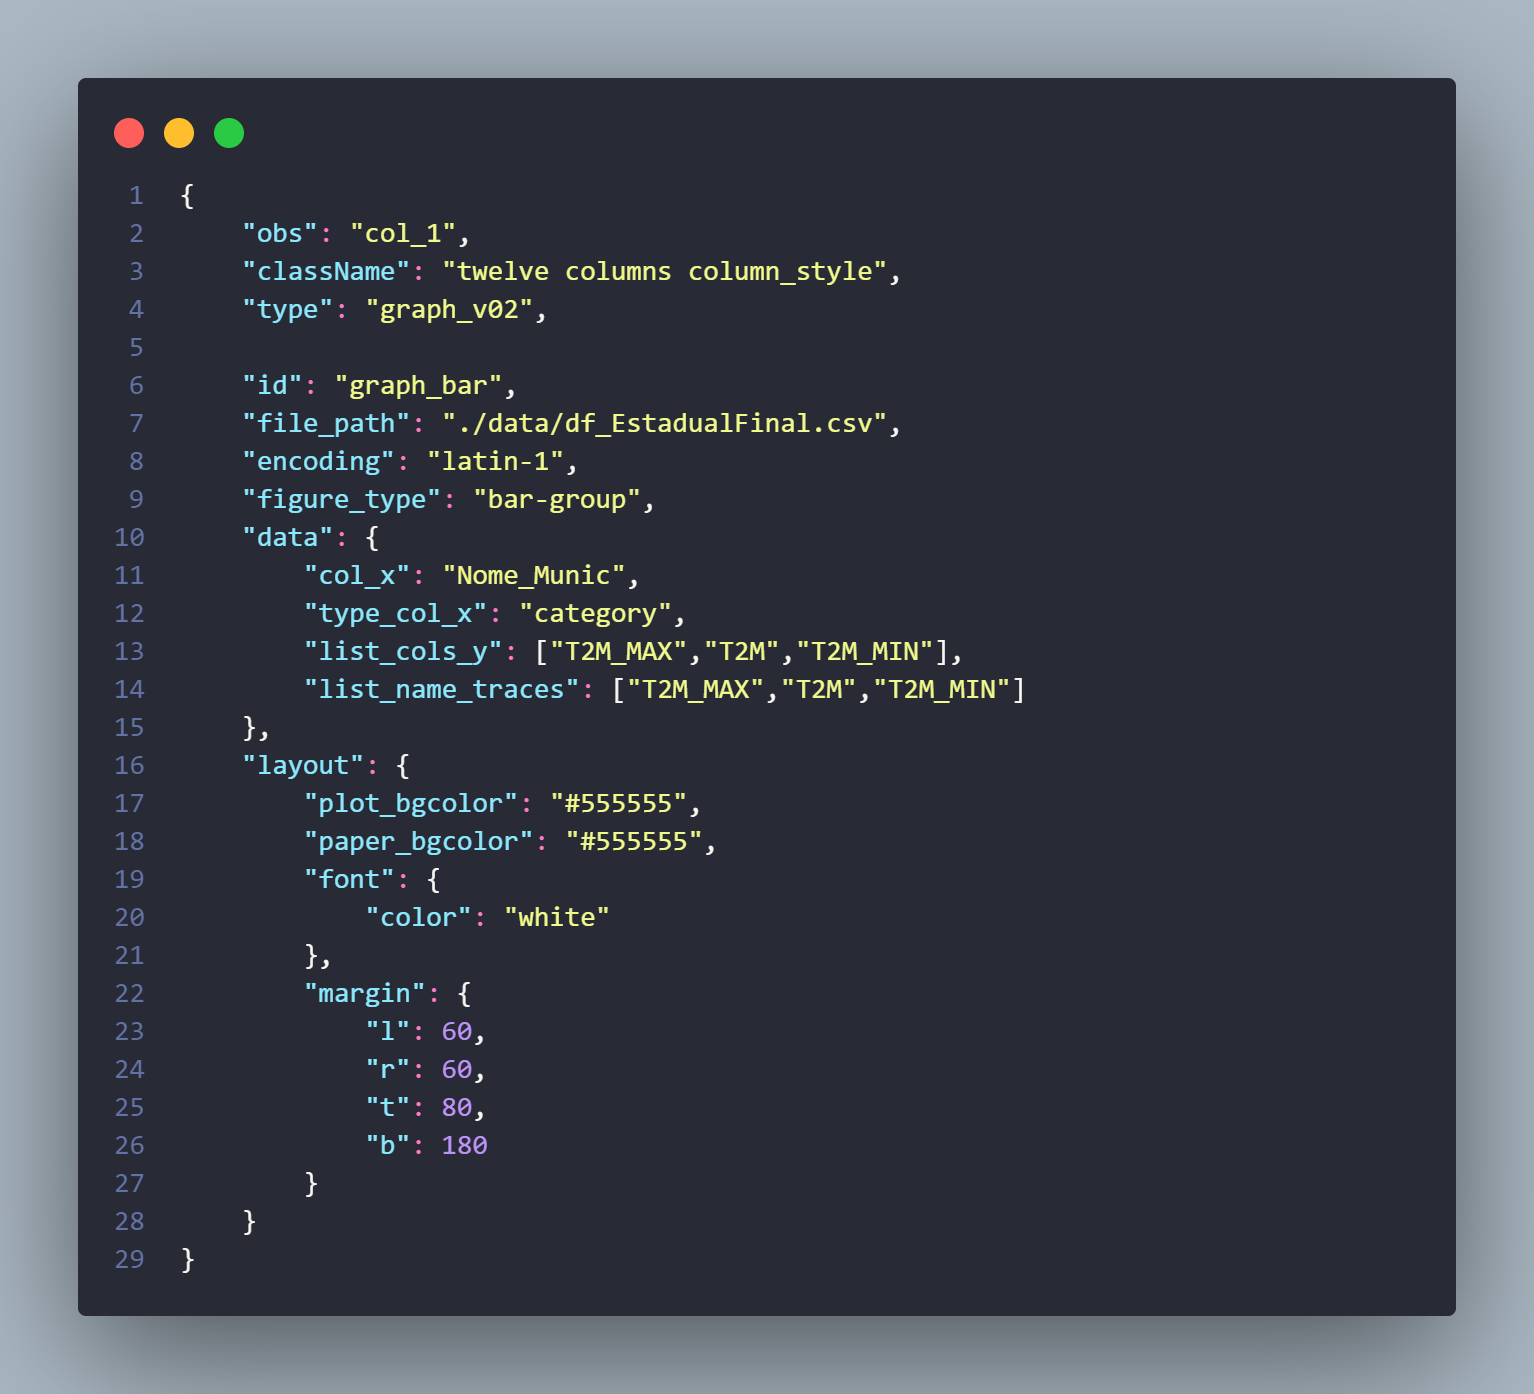 1 {
2     "obs": "col_1",
3     "className": "twelve columns column_style",
4     "type": "graph_v02",
5
6     "id": "graph_bar",
7     "file_path": "./data/df_EstadualFinal.csv",
8     "encoding": "latin-1",
9     "figure_type": "bar-group",
10     "data": {
11         "col_x": "Nome_Munic",
12         "type_col_x": "category",
13         "list_cols_y": ["T2M_MAX","T2M","T2M_MIN"],
14         "list_name_traces": ["T2M_MAX","T2M","T2M_MIN"]
15     },
16     "layout": {
17         "plot_bgcolor": "#555555",
18         "paper_bgcolor": "#555555",
19         "font": {
20             "color": "white"
21         },
22         "margin": {
23             "l": 60,
24             "r": 60,
25             "t": 80,
26             "b": 180
27         }
28     }
29 }